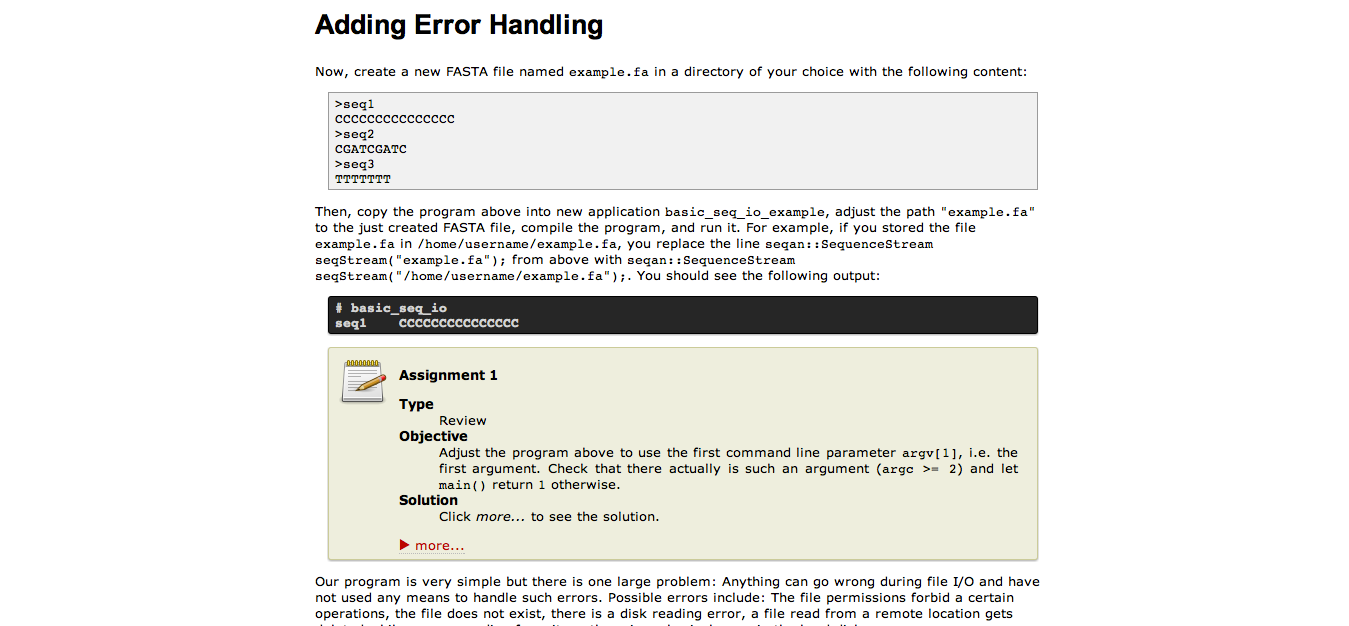 Adding Error Handling
Now, create a new FASTA file named example.fa in a directory of your choice with the following content:
>seq1
CCCCCCCCCCCCCCC
>seq2
CGATCGATC
>seq3
TTTTTTT
Then, copy the program above into new application basic_seq_io_example, adjust the path "example.fa"
to the just created FASTA file, compile the program, and run it. For example, if you stored the file
example.fa in /home/username/example.fa, you replace the line seqan::SequenceStream
seqStream("example.fa"); from above with seqan::SequenceStream
seqStream("/home/username/example.fa");. You should see the following output:
# basic_seq_io
seq1    CCCCCCCCCCCCCCC
Assignment 1
Type
Review
Objective
Adjust the program above to use the first command line parameter argv[1], i.e. the
first argument. Check that there actually is such an argument (argc >= 2) and let
main() return 1 otherwise.
Solution
Click more... to see the solution.
more...
Our program is very simple but there is one large problem: Anything can go wrong during file I/O and have
not used any means to handle such errors. Possible errors include: The file permissions forbid a certain
operations, the file does not exist, there is a disk reading error, a file read from a remote location gets